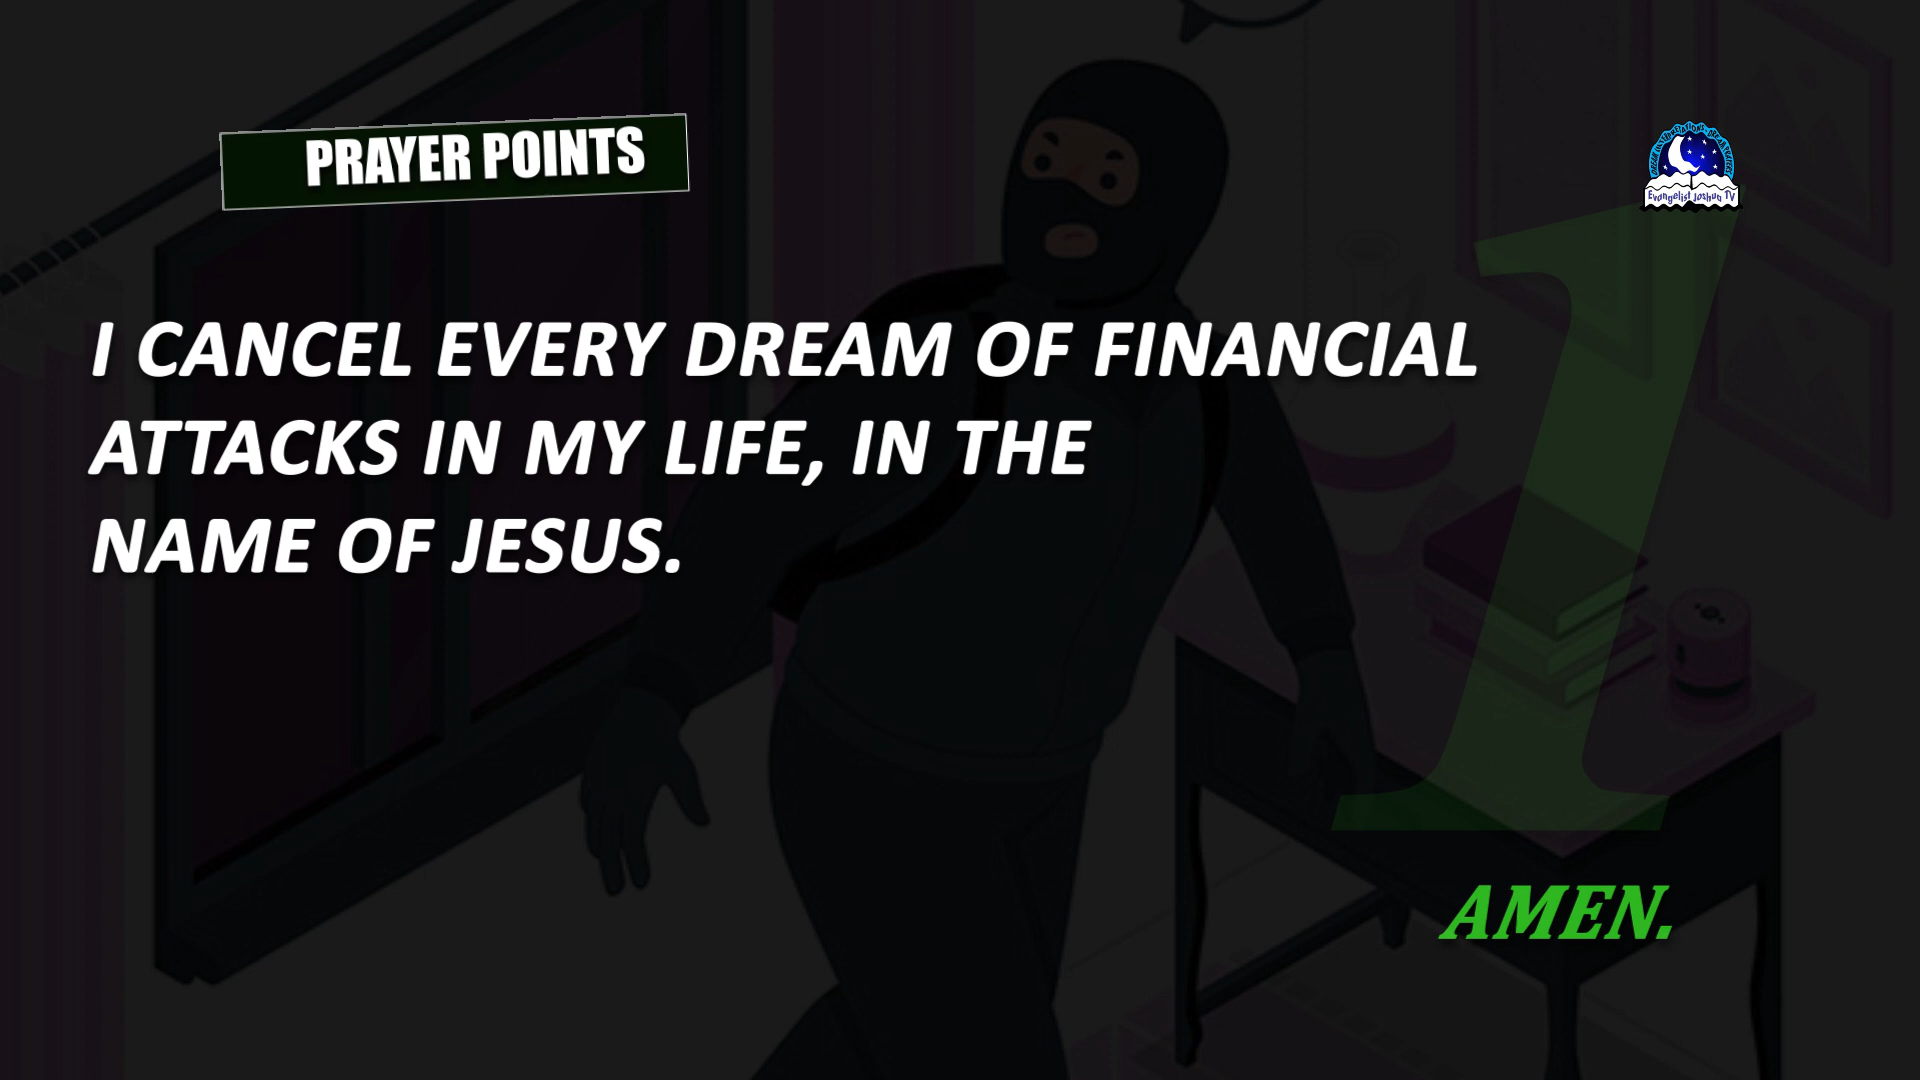 PRAYER POINTS
Evangelist Joshua TV
I CANCEL EVERY DREAM OF FINANCIAL
ATTACKS IN MY LIFE, IN THE
NAME OF JESUS.
1
AMEN.